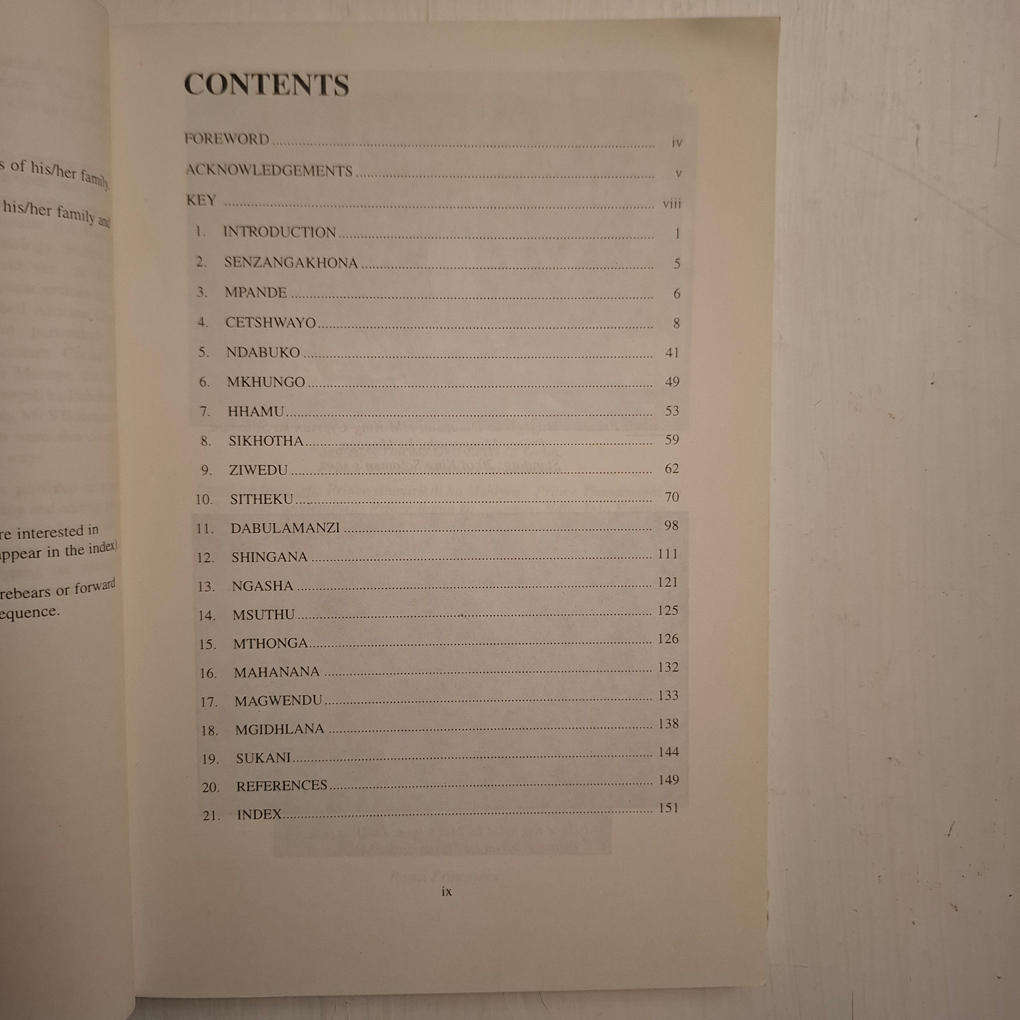 s of his/her family.
his/her family and
re interested in
appear in the index)
rebears or forward
equence.
CONTENTS
FOREWORD ........ iv
ACKNOWLEDGEMENTS ........ v
KEY ........ viii
1. INTRODUCTION ........ 1
2. SENZANGAKHONA ........ 5
3. MPANDE ........ 6
4. CETSHWAYO ........ 8
5. NDABUKO ........ 41
6. MKHUNGO ........ 49
7. HHAMU ........ 53
8. SIKHOTHA ........ 59
9. ZIWEDU ........ 62
10. SITHEKU ........ 70
11. DABULAMANZI ........ 98
12. SHINGANA ........ 111
13. NGASHA ........ 121
14. MSUTHU ........ 125
15. MTHONGA ........ 126
16. MAHANANA ........ 132
17. MAGWENDU ........ 133
18. MGIDHLANA ........ 138
19. SUKANI ........ 144
20. REFERENCES ........ 149
21. INDEX ........ 151
ix